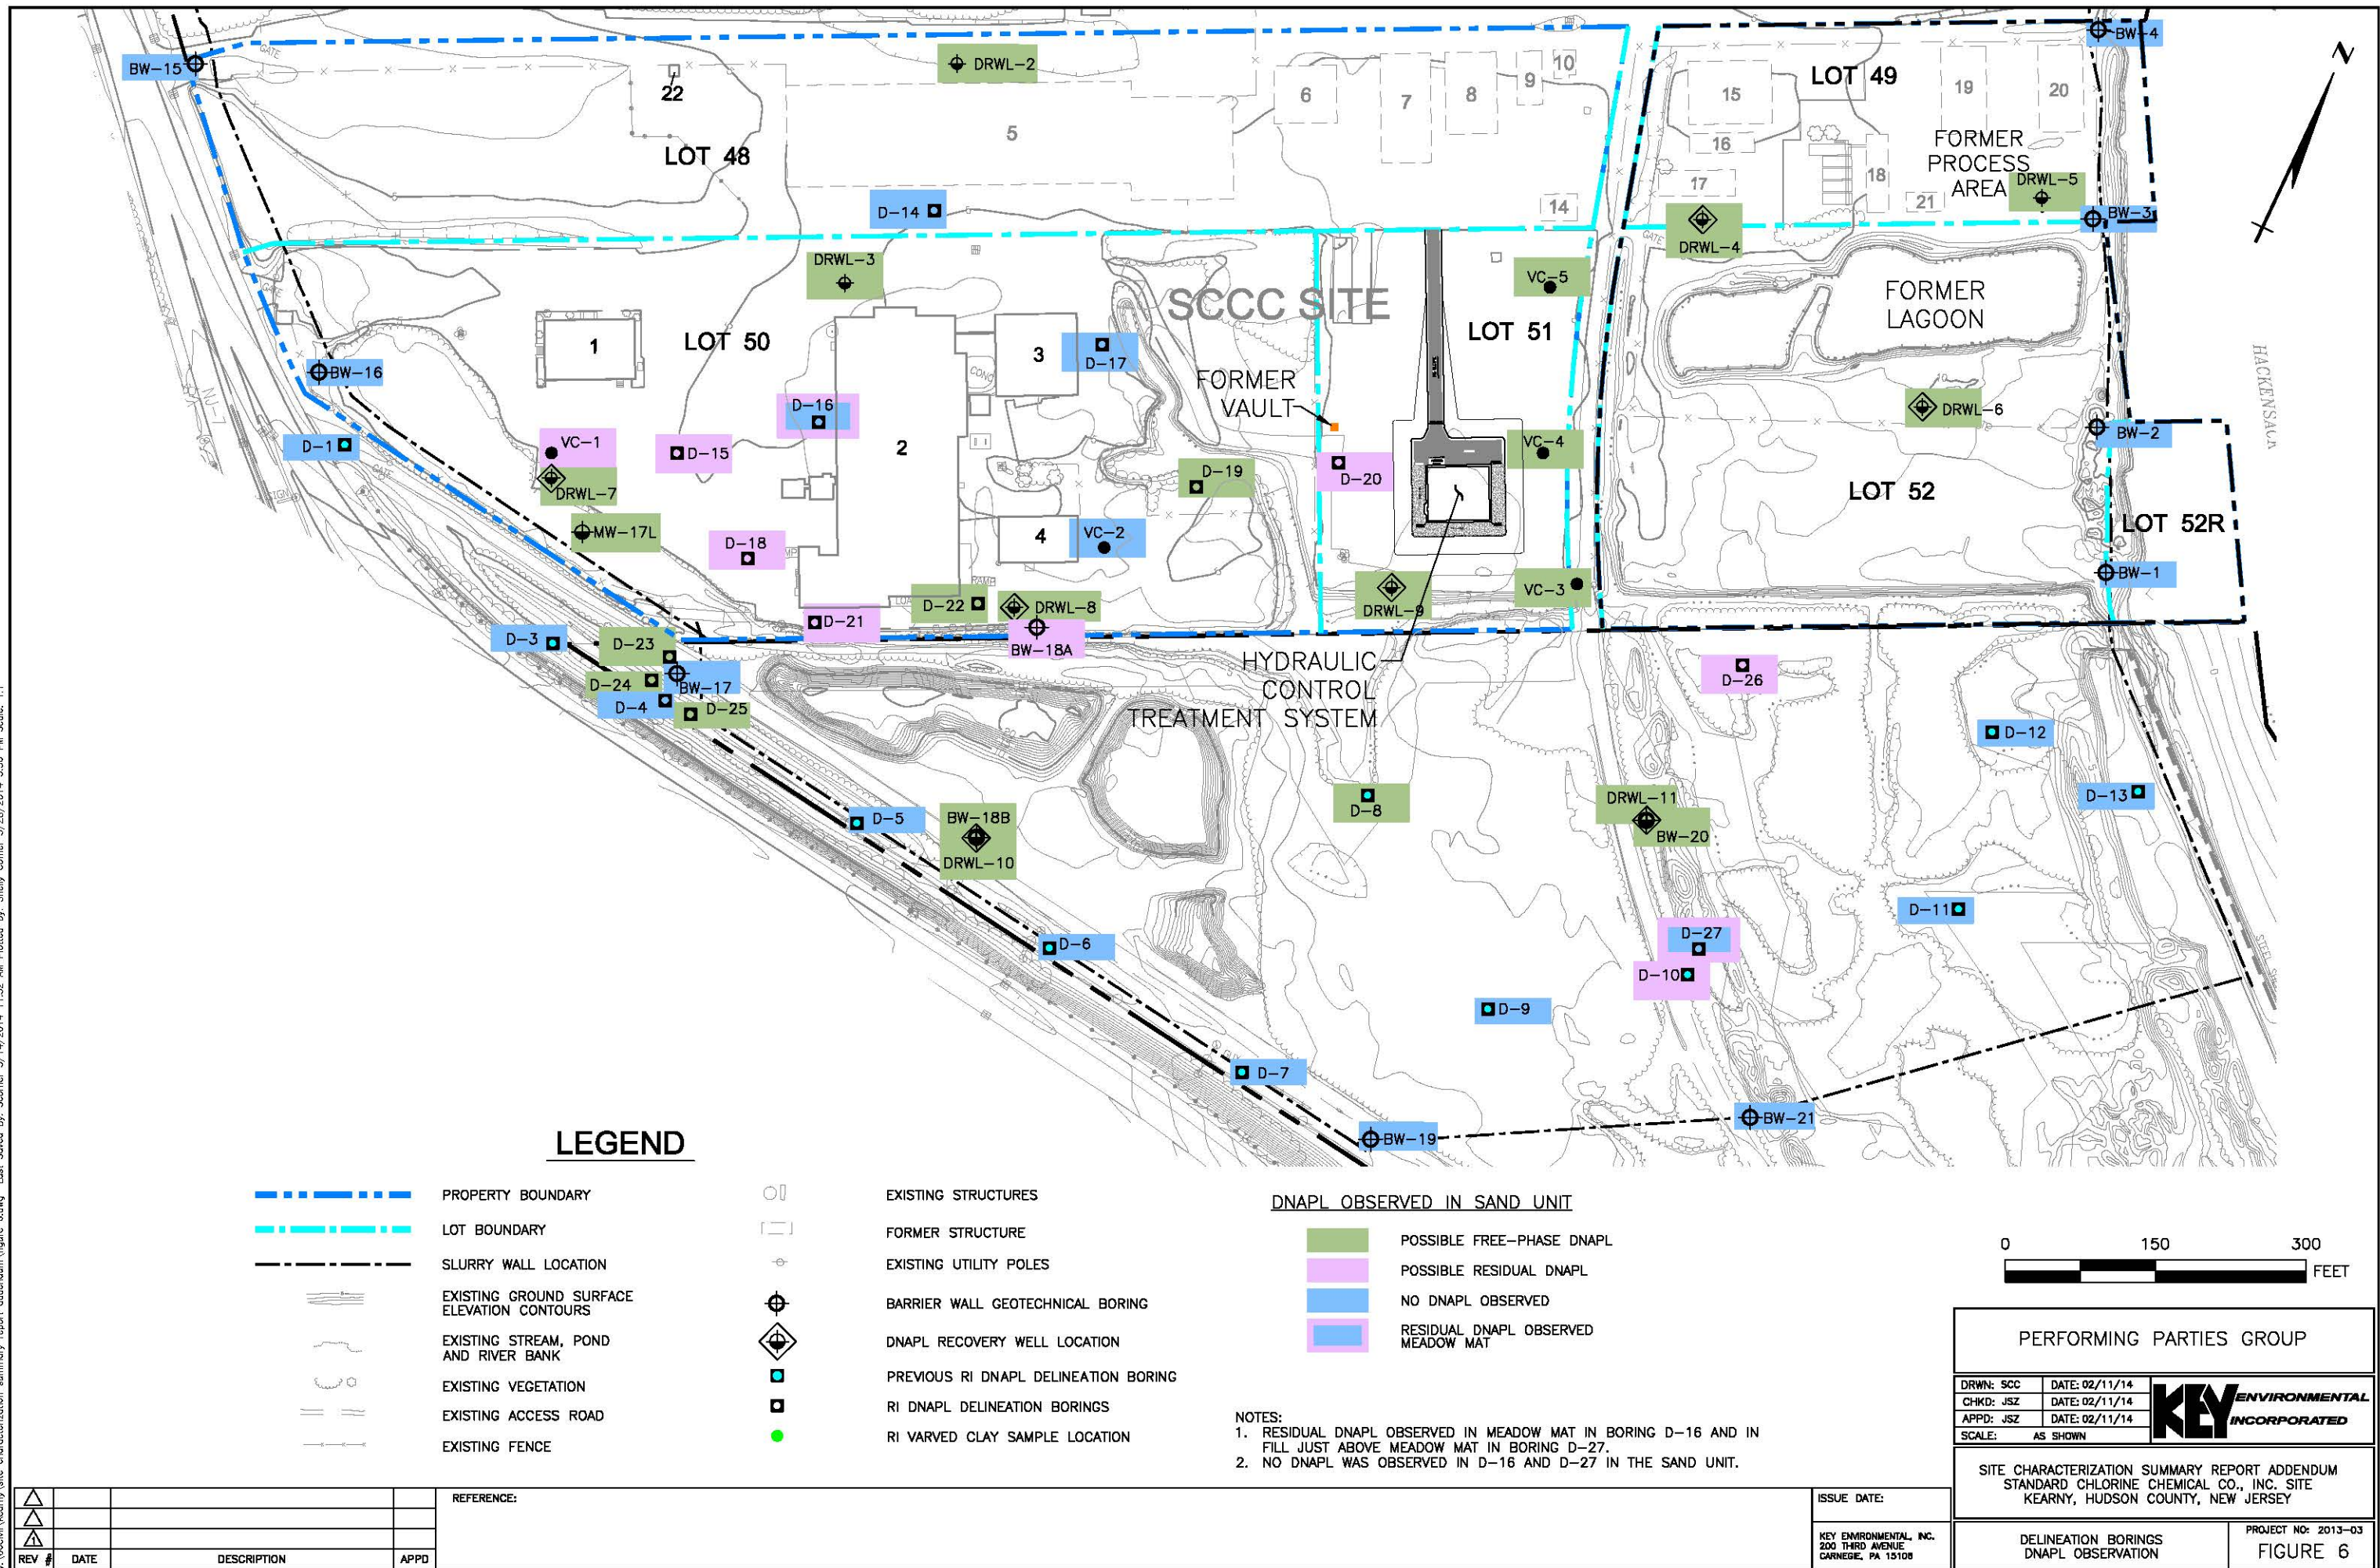 BW-15
GATE
22
DRWL-2
6
7
8
9
10
15
LOT 49
19
20
BW-4
N
5
LOT 48
16
FORMER
PROCESS
AREA
17
18
21
DRWL-5
14
D-14
BW-3
DRWL-4
GATE
DRWL-3
SCCC SITE
VC-5
LOT 51
FORMER
LAGOON
GATE
1
LOT 50
3
D-17
CONC
BW-16
FORMER
VAULT
HACKENSACK
NJ-7
D-16
2
DRWL-6
BW-2
D-1
VC-1
D-15
VC-4
GATE
DRWL-7
D-19
D-20
LOT 52
SIGN
MW-17L
D-18
4
VC-2
LOT 52R
RAMP
BW-1
D-22
DRWL-8
DRWL-9
VC-3
D-21
BW-18A
D-3
D-23
HYDRAULIC
CONTROL
TREATMENT SYSTEM
D-26
D-24
BW-17
D-4
D-25
D-12
D-5
BW-18B
DRWL-10
D-8
DRWL-11
BW-20
D-13
D-6
D-27
D-10
D-11
D-9
D-7
BW-19
BW-21
LEGEND
PROPERTY BOUNDARY
LOT BOUNDARY
SLURRY WALL LOCATION
EXISTING GROUND SURFACE
ELEVATION CONTOURS
EXISTING STREAM, POND
AND RIVER BANK
EXISTING VEGETATION
EXISTING ACCESS ROAD
EXISTING FENCE
EXISTING STRUCTURES
FORMER STRUCTURE
EXISTING UTILITY POLES
BARRIER WALL GEOTECHNICAL BORING
DNAPL RECOVERY WELL LOCATION
PREVIOUS RI DNAPL DELINEATION BORING
RI DNAPL DELINEATION BORINGS
RI VARVED CLAY SAMPLE LOCATION
DNAPL OBSERVED IN SAND UNIT
POSSIBLE FREE-PHASE DNAPL
POSSIBLE RESIDUAL DNAPL
NO DNAPL OBSERVED
RESIDUAL DNAPL OBSERVED
MEADOW MAT
NOTES:
1. RESIDUAL DNAPL OBSERVED IN MEADOW MAT IN BORING D-16 AND IN
FILL JUST ABOVE MEADOW MAT IN BORING D-27.
2. NO DNAPL WAS OBSERVED IN D-16 AND D-27 IN THE SAND UNIT.
0 150 300
FEET
PERFORMING PARTIES GROUP
DRWN: SCC DATE: 02/11/14
CHKD: JSZ DATE: 02/11/14
APPD: JSZ DATE: 02/11/14
SCALE: AS SHOWN
KEY ENVIRONMENTAL
INCORPORATED
SITE CHARACTERIZATION SUMMARY REPORT ADDENDUM
STANDARD CHLORINE CHEMICAL CO., INC. SITE
KEARNY, HUDSON COUNTY, NEW JERSEY
DELINEATION BORINGS
DNAPL OBSERVATION
PROJECT NO: 2013-03
FIGURE 6
ISSUE DATE:
KEY ENVIRONMENTAL, INC.
200 THIRD AVENUE
CARNEGIE, PA 15106
REFERENCE:
1
REV # DATE DESCRIPTION APPD